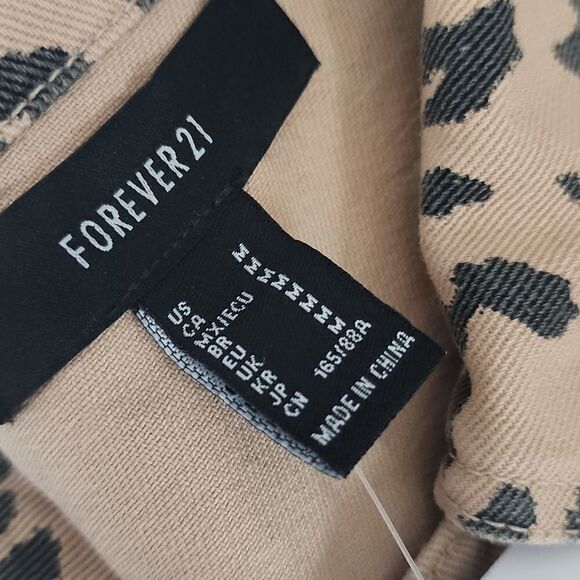 FOREVER 21
US M
CA M
MX|ECU M
BR M
EU M
UK M
KR M
JP M
CN 165/88A
MADE IN CHINA